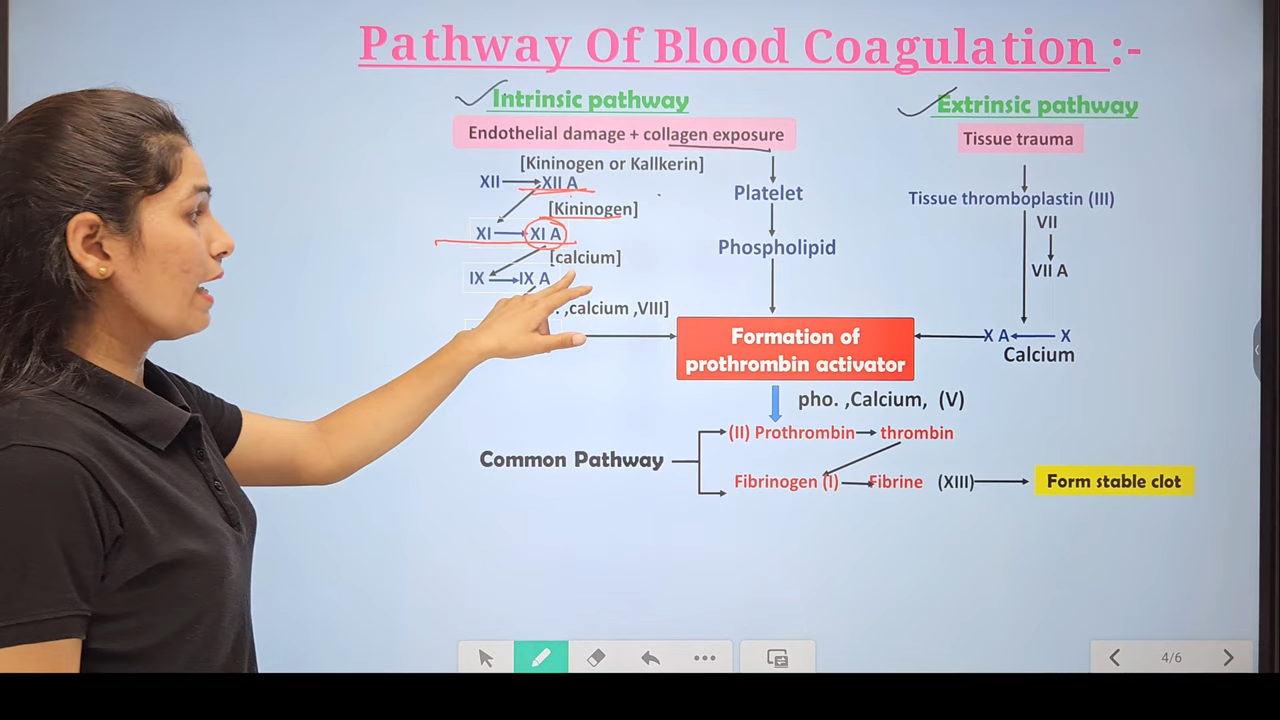 Pathway Of Blood Coagulation :-
Intrinsic pathway
Endothelial damage + collagen exposure
[Kininogen or Kallkerin]
XII XII A
[Kininogen]
XI XI A
[calcium]
IX IX A
,calcium ,VIII]
Platelet
Phospholipid
Extrinsic pathway
Tissue trauma
Tissue thromboplastin (III)
VII
VII A
X A X
Calcium
Formation of
prothrombin activator
pho. ,Calcium, (V)
Common Pathway
(II) Prothrombin thrombin
Fibrinogen (I) Fibrine (XIII)
Form stable clot
4/6